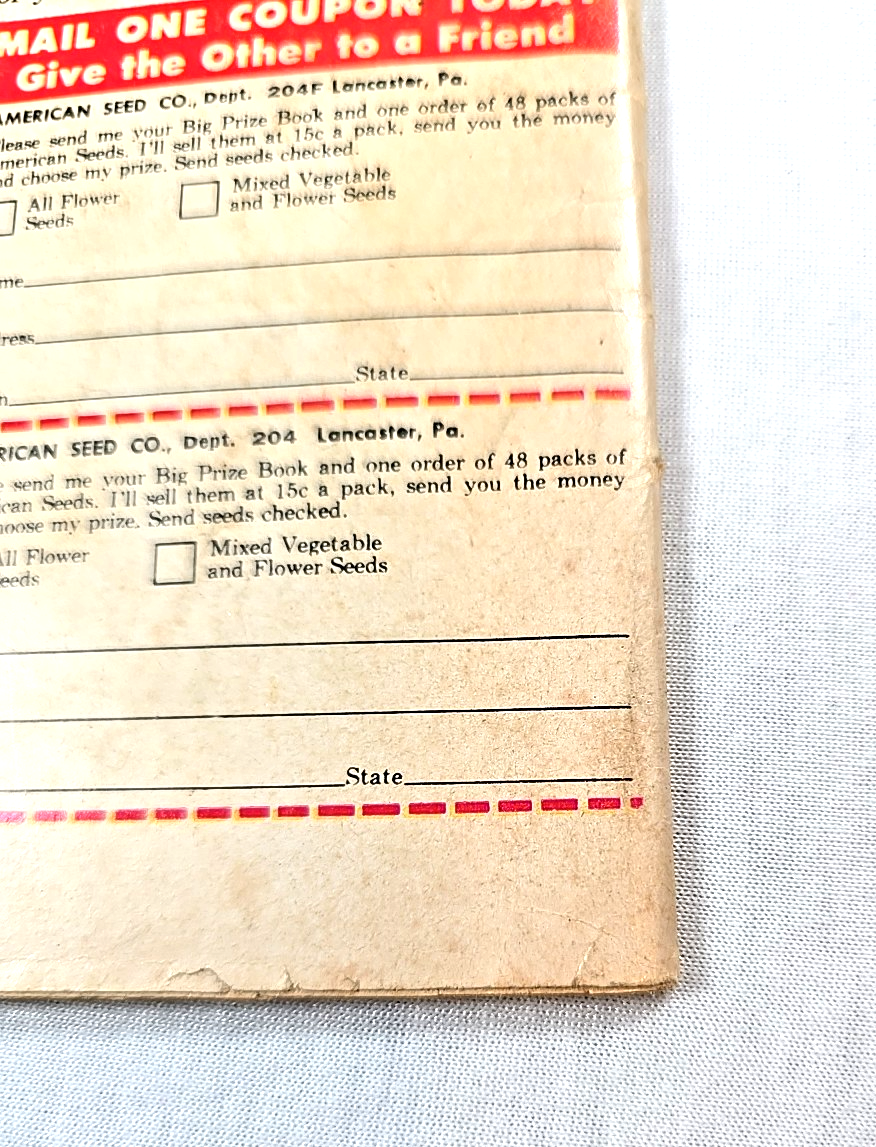 MAIL ONE COUPON TODAY
Give the Other to a Friend
AMERICAN SEED CO., Dept. 204F Lancaster, Pa.
lease send me your Big Prize Book and one order of 48 packs of
merican Seeds. I'll sell them at 15c a pack, send you the money
nd choose my prize. Send seeds checked.
All Flower Seeds
Mixed Vegetable and Flower Seeds
me
ress
n State
RICAN SEED CO., Dept. 204 Lancaster, Pa.
e send me your Big Prize Book and one order of 48 packs of
ican Seeds. I'll sell them at 15c a pack, send you the money
hoose my prize. Send seeds checked.
All Flower eeds
Mixed Vegetable and Flower Seeds
State